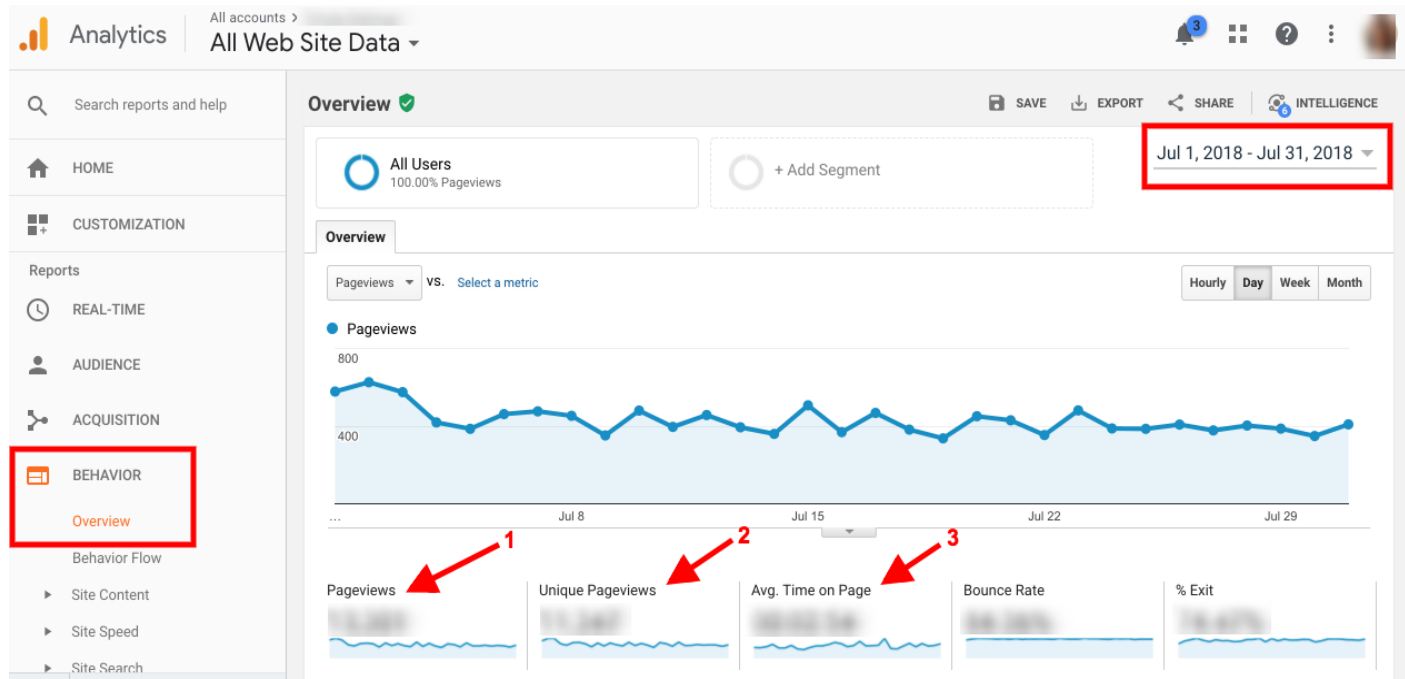 All accounts >
Analytics
All Web Site Data
3
Search reports and help
HOME
CUSTOMIZATION
Reports
REAL-TIME
AUDIENCE
ACQUISITION
BEHAVIOR
Overview
Behavior Flow
Site Content
Site Speed
Site Search
Overview
SAVE
EXPORT
SHARE
6
INTELLIGENCE
All Users
100.00% Pageviews
+ Add Segment
Jul 1, 2018 - Jul 31, 2018
Overview
Pageviews VS. Select a metric
Hourly Day Week Month
Pageviews
800
400
... Jul 8 Jul 15 Jul 22 Jul 29
1 2 3
Pageviews Unique Pageviews Avg. Time on Page Bounce Rate % Exit